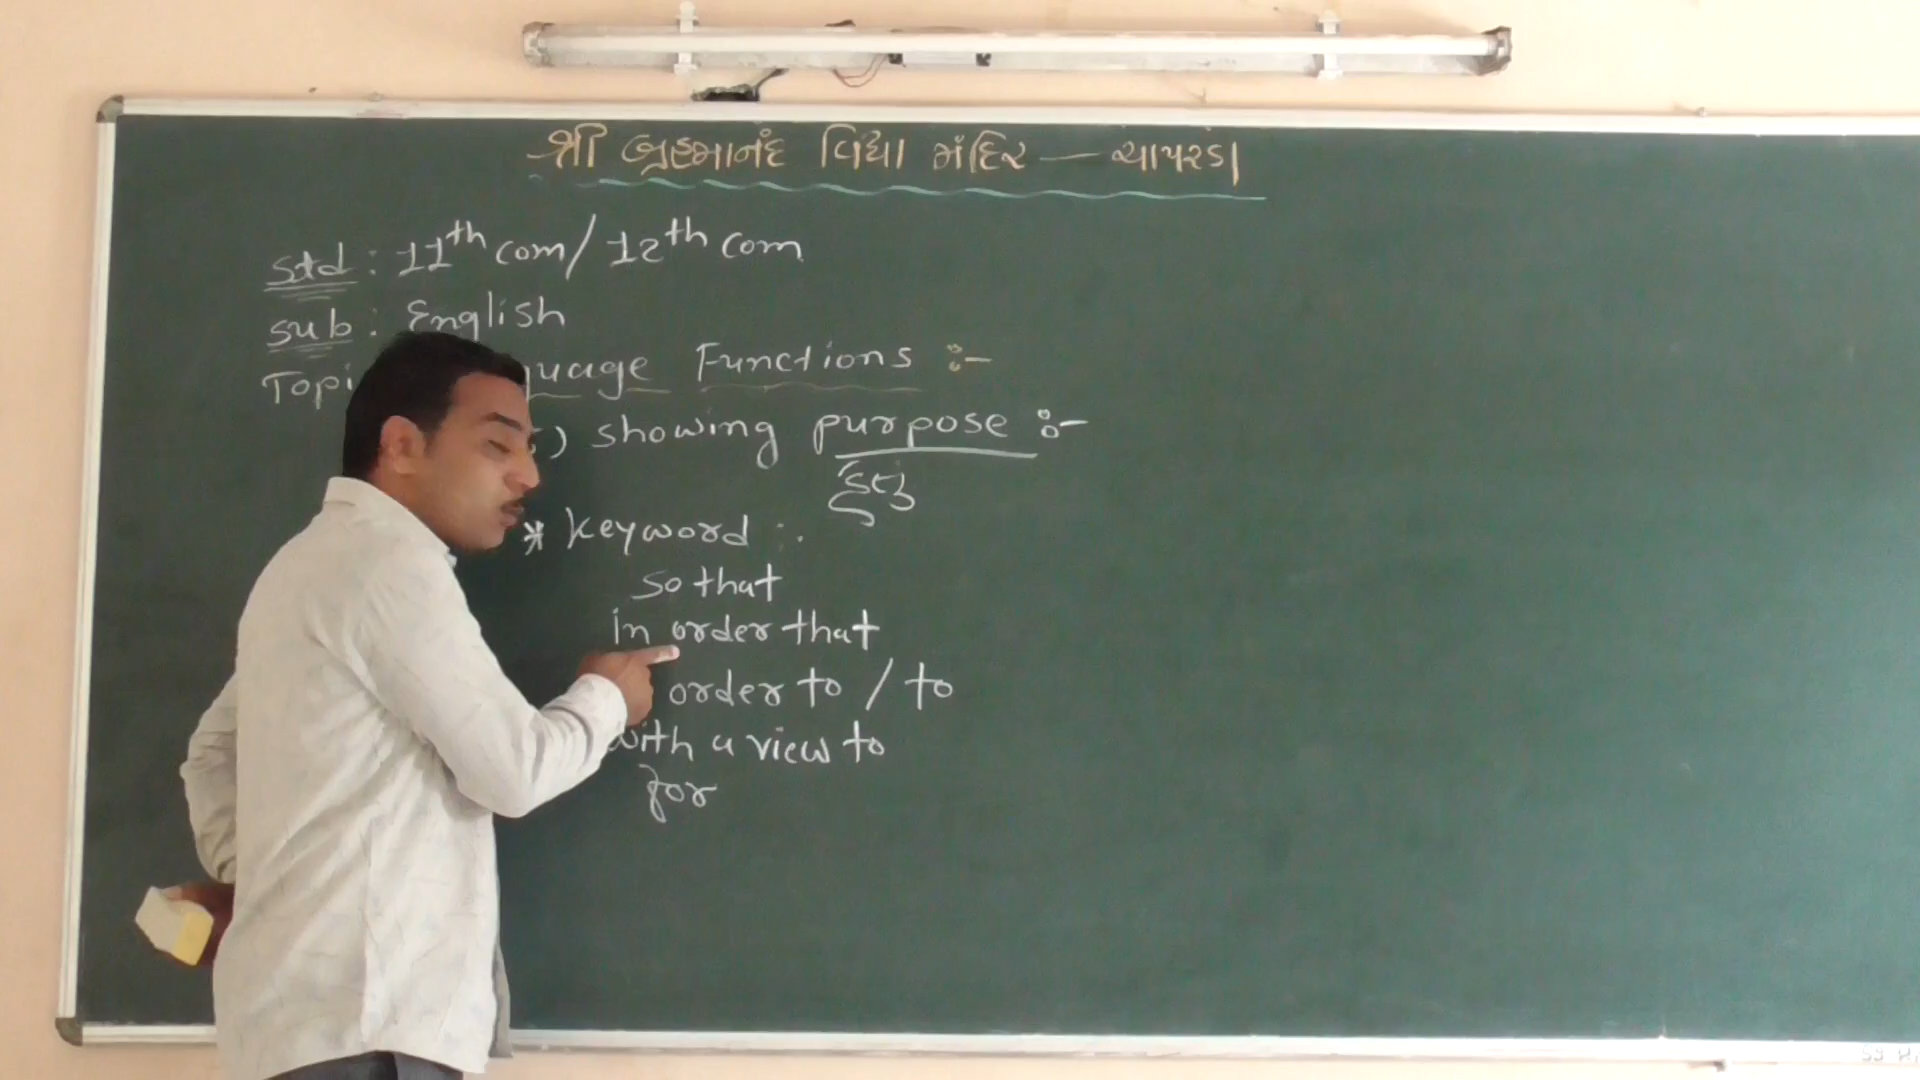 શ્રી બ્રહ્માનંદ વિદ્યા મંદિર — ચાપરડા
Std : 11th com / 12th com
Sub : English
Topi uage Functions :-
) showing purpose :-
હેતુ
* keyword :
so that
in order that
order to / to
with a view to
for